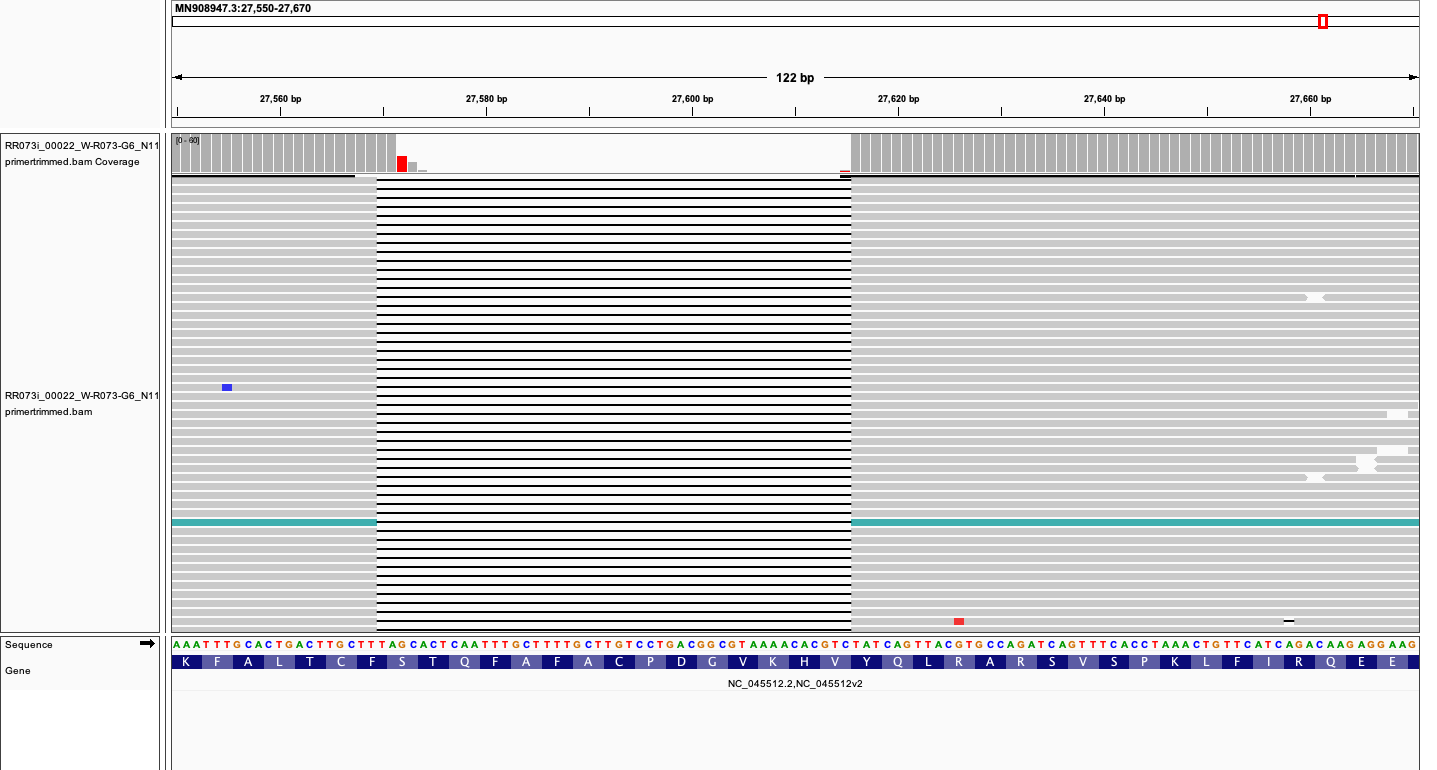 MN908947.3:27,550-27,670
122 bp
27,560 bp 27,580 bp 27,600 bp 27,620 bp 27,640 bp 27,660 bp
RR073i_00022_W-R073-G6_N11
primertrimmed.bam Coverage
[0 - 60]
RR073i_00022_W-R073-G6_N11
primertrimmed.bam
Sequence
AAATTTGCACTGACTTGCTTTAGCACTCAATTTGCTTTTGCTTGTCCTGACGGCGTAAAACACGTCTATCAGTTACGTGCCAGATCAGTTTCACCTAAACTGTTCATCAGACAAGAGGAAG
Gene
K F A L T C F S T Q F A F A C P D G V K H V Y Q L R A R S V S P K L F I R Q E E
NC_045512.2,NC_045512v2